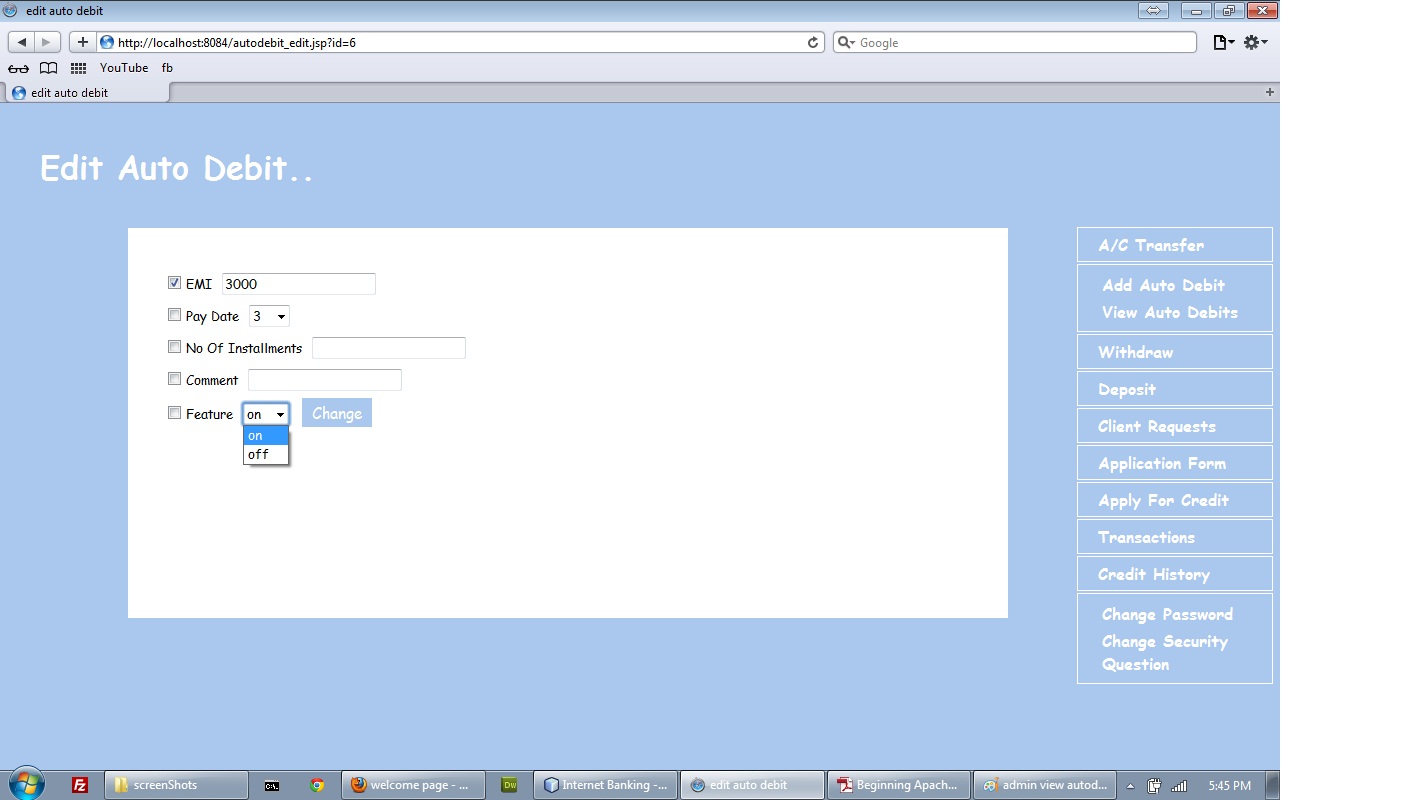 edit auto debit
http://localhost:8084/autodebit_edit.jsp?id=6
Google
YouTube fb
edit auto debit
Edit Auto Debit..
EMI 3000
Pay Date 3
No Of Installments
Comment
Feature on Change
on
off
A/C Transfer
Add Auto Debit
View Auto Debits
Withdraw
Deposit
Client Requests
Application Form
Apply For Credit
Transactions
Credit History
Change Password
Change Security
Question
screenShots C:\. welcome page - ... Dw Internet Banking -... edit auto debit Beginning Apach... admin view autod... 5:45 PM